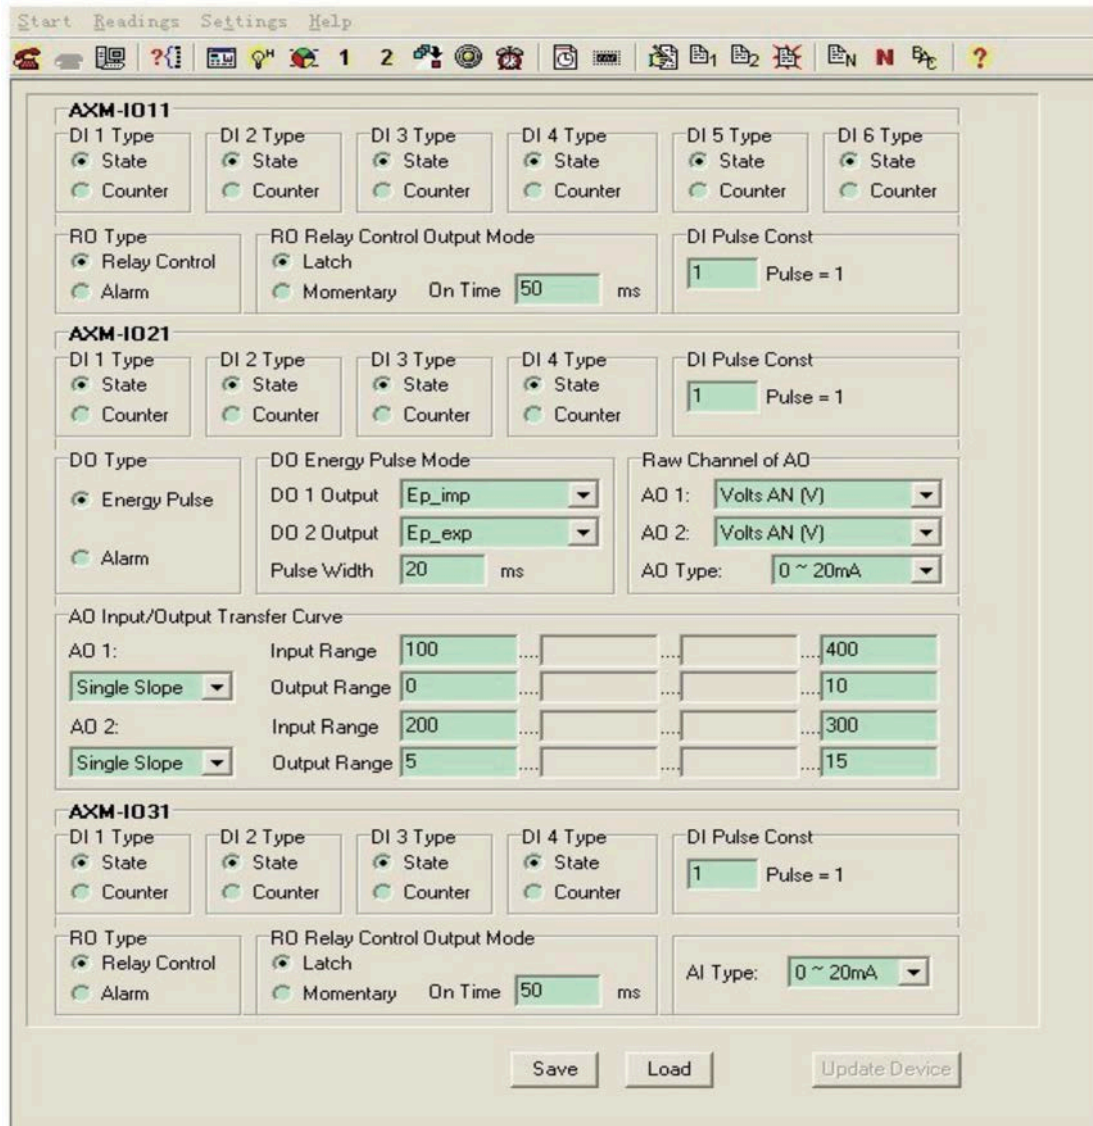 Start Readings Settings Help
?{} H 1 2 1 2 N N BAC ?
AXM-IO11
DI 1 Type DI 2 Type DI 3 Type DI 4 Type DI 5 Type DI 6 Type
State State State State State State
Counter Counter Counter Counter Counter Counter
RO Type RO Relay Control Output Mode DI Pulse Const
Relay Control Latch 1 Pulse = 1
Alarm Momentary On Time 50 ms
AXM-IO21
DI 1 Type DI 2 Type DI 3 Type DI 4 Type DI Pulse Const
State State State State 1 Pulse = 1
Counter Counter Counter Counter
DO Type DO Energy Pulse Mode Raw Channel of AO
Energy Pulse DO 1 Output Ep_imp AO 1: Volts AN (V)
DO 2 Output Ep_exp AO 2: Volts AN (V)
Alarm Pulse Width 20 ms AO Type: 0 ~ 20mA
AO Input/Output Transfer Curve
AO 1: Input Range 100 .... .... .... 400
Single Slope Output Range 0 .... .... .... 10
AO 2: Input Range 200 .... .... .... 300
Single Slope Output Range 5 .... .... .... 15
AXM-IO31
DI 1 Type DI 2 Type DI 3 Type DI 4 Type DI Pulse Const
State State State State 1 Pulse = 1
Counter Counter Counter Counter
RO Type RO Relay Control Output Mode
Relay Control Latch AI Type: 0 ~ 20mA
Alarm Momentary On Time 50 ms
Save Load Update Device